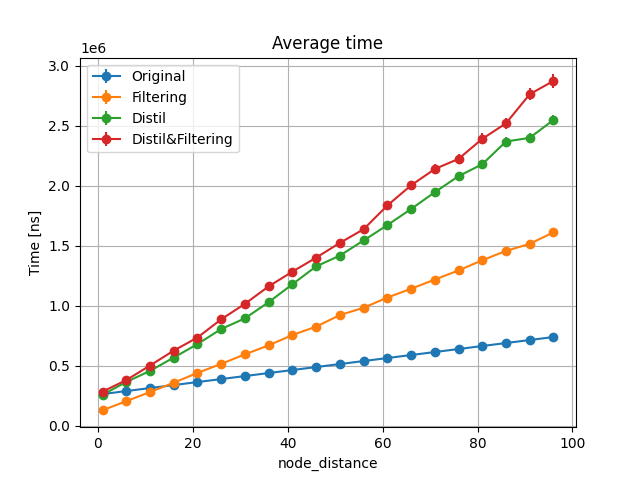 Average time
1e6
3.0
2.5
2.0
1.5
1.0
0.5
0.0
Time [ns]
Original
Filtering
Distil
Distil&Filtering
0 20 40 60 80 100
node_distance